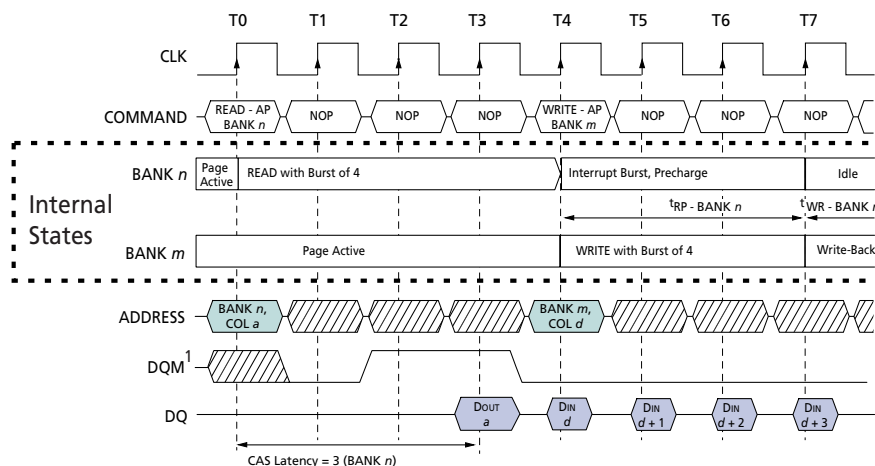 T0 T1 T2 T3 T4 T5 T6 T7
CLK
COMMAND READ - AP BANK n NOP NOP NOP WRITE - AP BANK m NOP NOP NOP
Internal States
BANK n Page Active READ with Burst of 4 Interrupt Burst, Precharge Idle
tRP - BANK n tWR - BANK
BANK m Page Active WRITE with Burst of 4 Write-Back
ADDRESS BANK n, COL a BANK m, COL d
DQM1
DQ DOUT a DIN d DIN d + 1 DIN d + 2 DIN d + 3
CAS Latency = 3 (BANK n)